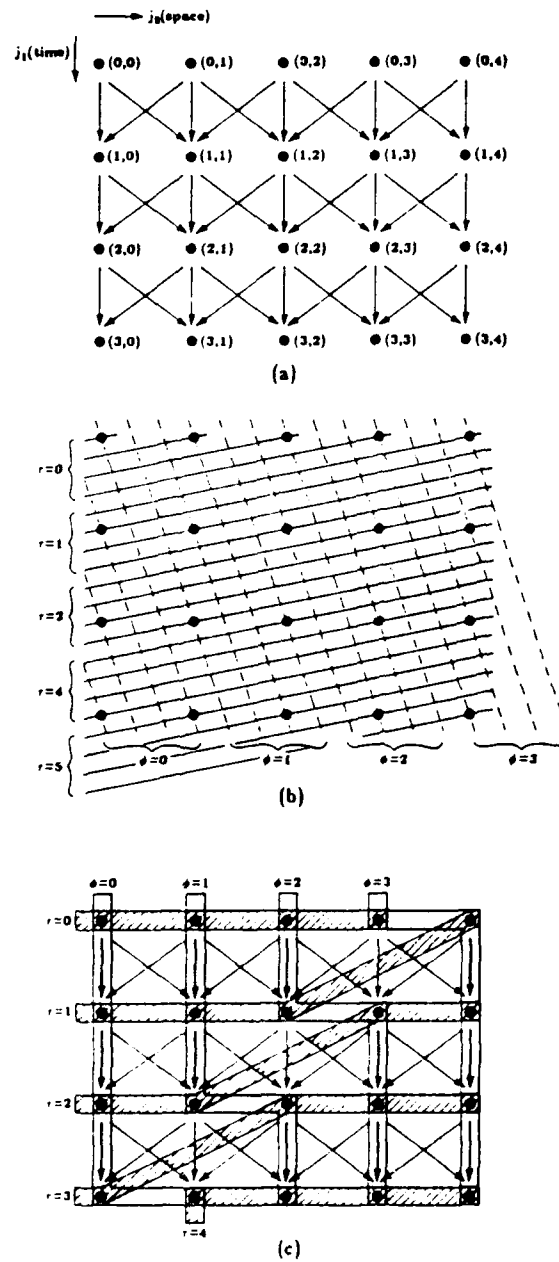 j₂(space)
j₁(time)
(0,0) (0,1) (0,2) (0,3) (0,4)
(1,0) (1,1) (1,2) (1,3) (1,4)
(2,0) (2,1) (2,2) (2,3) (2,4)
(3,0) (3,1) (3,2) (3,3) (3,4)
(a)
r=0
r=1
r=2
r=4
r=5
ϕ=0 ϕ=1 ϕ=2 ϕ=3
(b)
ϕ=0 ϕ=1 ϕ=2 ϕ=3
r=0
r=1
r=2
r=3
r=4
(c)